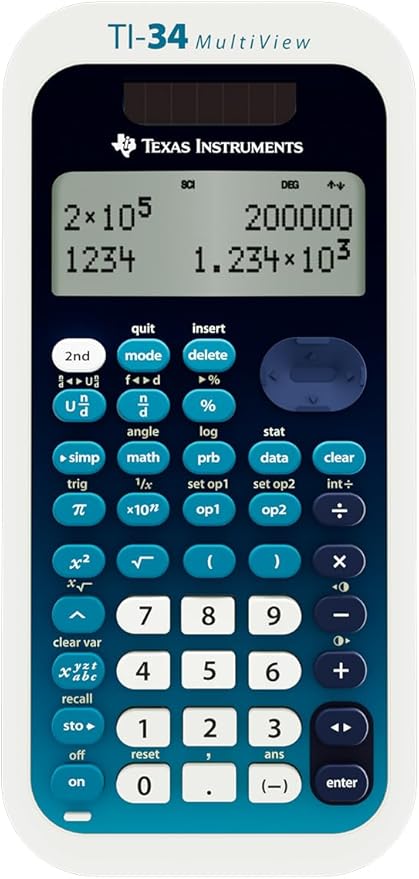 TI-34 MultiView
TEXAS INSTRUMENTS
SCI DEG
2×10⁵ 200000
1234 1.234×10³
quit insert
2nd mode delete
n/d ◄► U n/d f◄►d ►%
U n/d n/d %
angle log stat
►simp math prb data clear
trig 1/x set op1 set op2 int÷
π ×10ⁿ op1 op2 ÷
x² √ ( ) ×
ˣ√ ◄◑
^ 7 8 9 −
clear var ◑►
x yzt abc 4 5 6 +
recall
sto► 1 2 3 ◄►
off reset , ans
on 0 . (−) enter